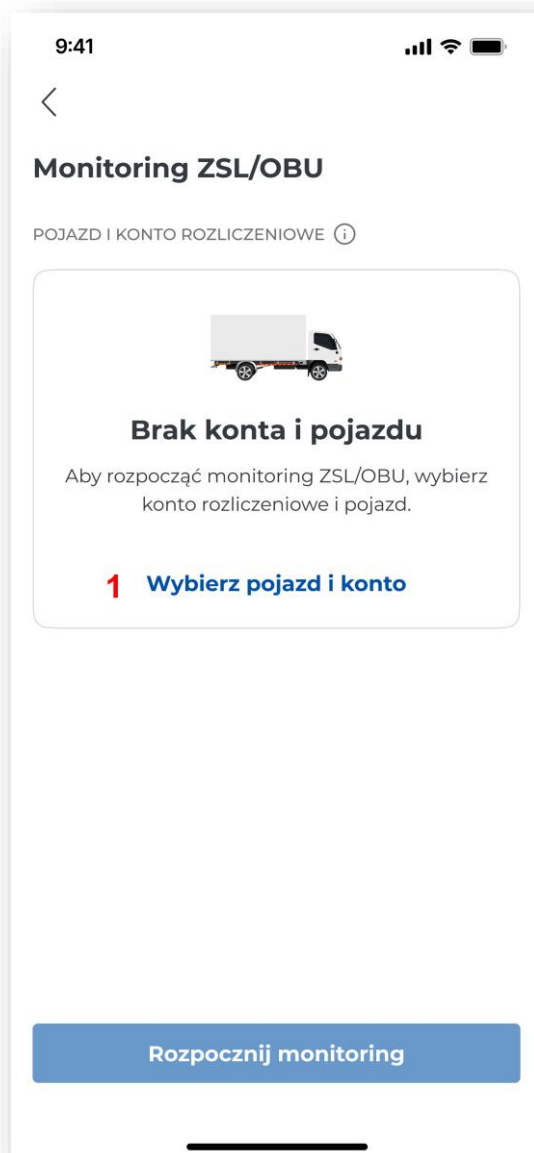 9:41
Monitoring ZSL/OBU
POJAZD I KONTO ROZLICZENIOWE
Brak konta i pojazdu
Aby rozpocząć monitoring ZSL/OBU, wybierz
konto rozliczeniowe i pojazd.
1 Wybierz pojazd i konto
Rozpocznij monitoring